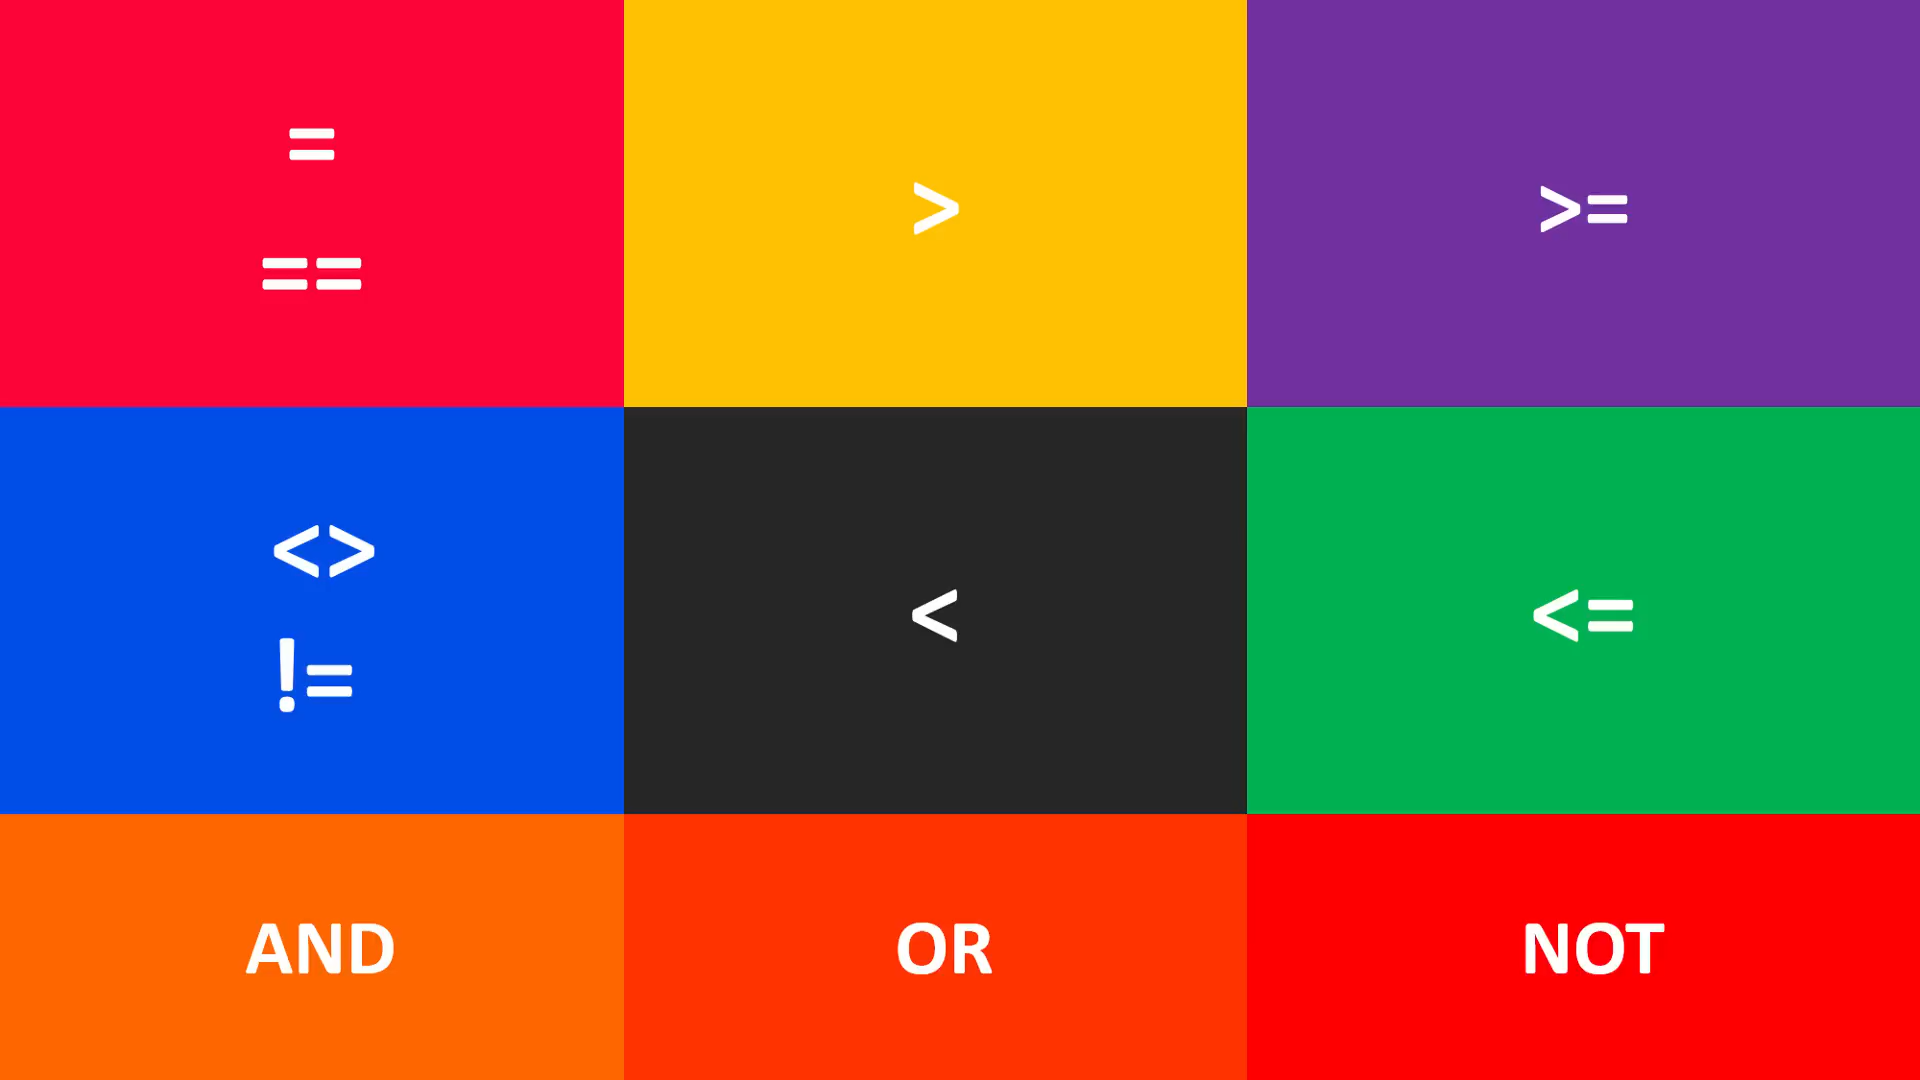 =
==
>
>=
<>
!=
<
<=
AND
OR
NOT